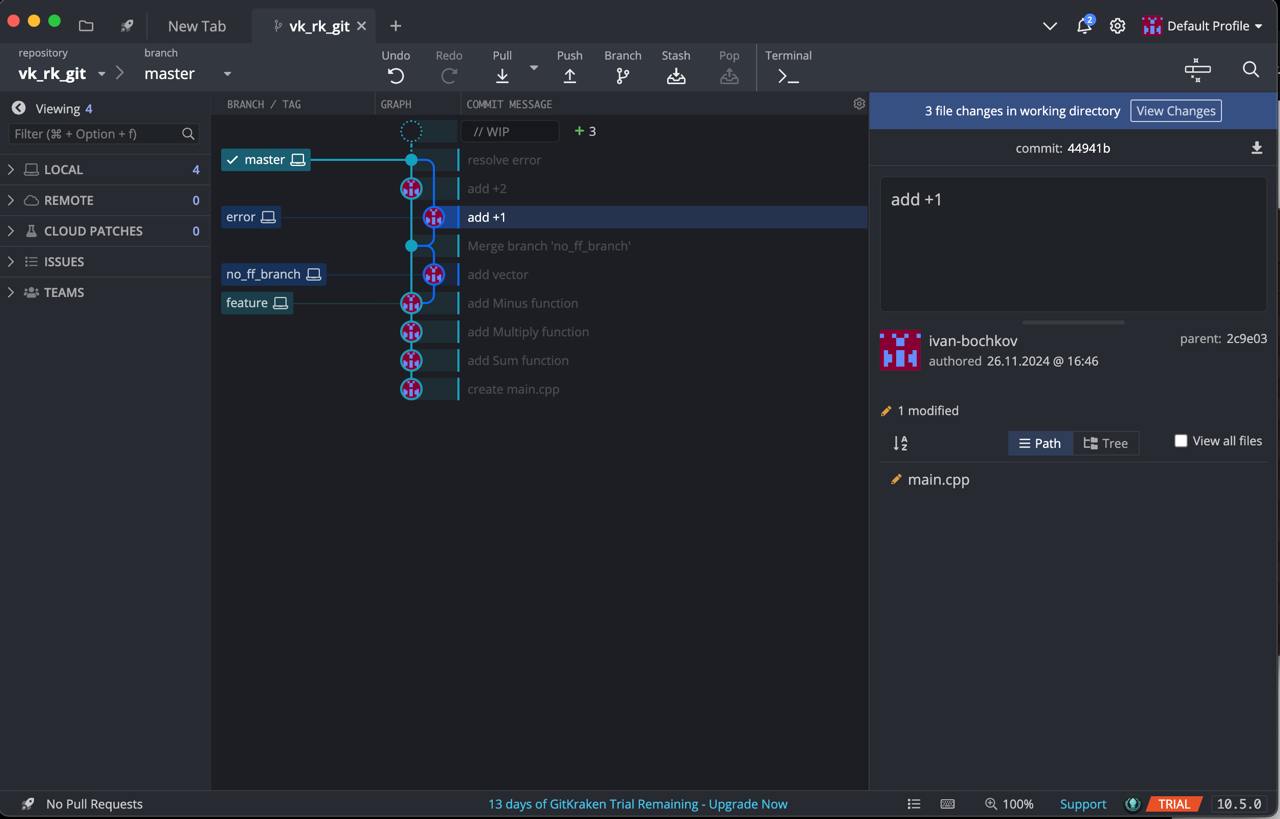 New Tab
vk_rk_git
2
Default Profile
repository
vk_rk_git
branch
master
Undo
Redo
Pull
Push
Branch
Stash
Pop
Terminal
Viewing 4
Filter (⌘ + Option + f)
LOCAL 4
REMOTE 0
CLOUD PATCHES 0
ISSUES
TEAMS
BRANCH / TAG
GRAPH
COMMIT MESSAGE
// WIP
+ 3
master
resolve error
add +2
error
add +1
Merge branch 'no_ff_branch'
no_ff_branch
add vector
feature
add Minus function
add Multiply function
add Sum function
create main.cpp
3 file changes in working directory
View Changes
commit: 44941b
add +1
ivan-bochkov
authored 26.11.2024 @ 16:46
parent: 2c9e03
1 modified
Path
Tree
View all files
main.cpp
No Pull Requests
13 days of GitKraken Trial Remaining - Upgrade Now
100%
Support
TRIAL
10.5.0